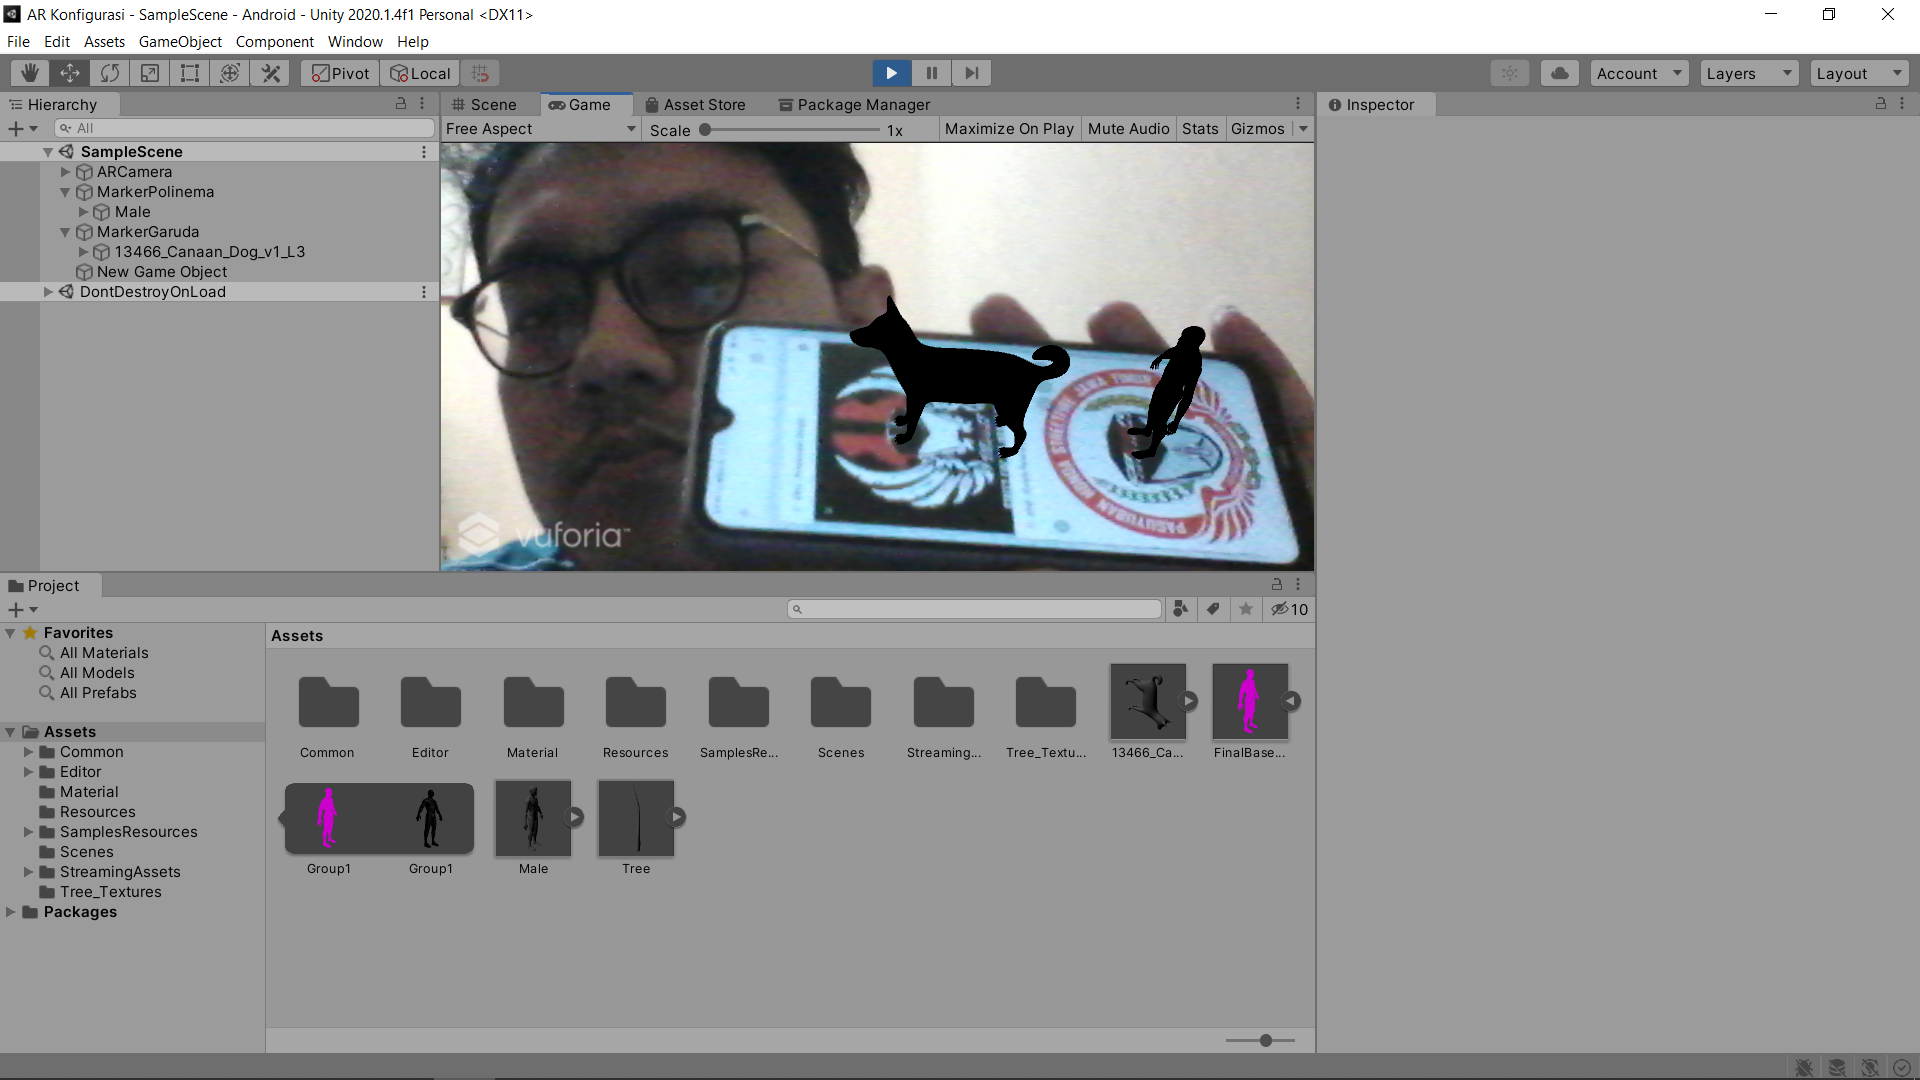 AR Konfigurasi - SampleScene - Android - Unity 2020.1.4f1 Personal <DX11>
File Edit Assets GameObject Component Window Help
Pivot Local Account Layers Layout
Hierarchy
All
SampleScene
ARCamera
MarkerPolinema
Male
MarkerGaruda
13466_Canaan_Dog_v1_L3
New Game Object
DontDestroyOnLoad
Scene Game Asset Store Package Manager
Free Aspect Scale 1x Maximize On Play Mute Audio Stats Gizmos
PAGUYUBAN JAWA TIMUR
vuforia™
Inspector
Project
10
Favorites
All Materials
All Models
All Prefabs
Assets
Common
Editor
Material
Resources
SamplesResources
Scenes
StreamingAssets
Tree_Textures
Packages
Assets
Common Editor Material Resources SamplesRe... Scenes Streaming... Tree_Textu... 13466_Ca... FinalBase...
Group1 Group1 Male Tree